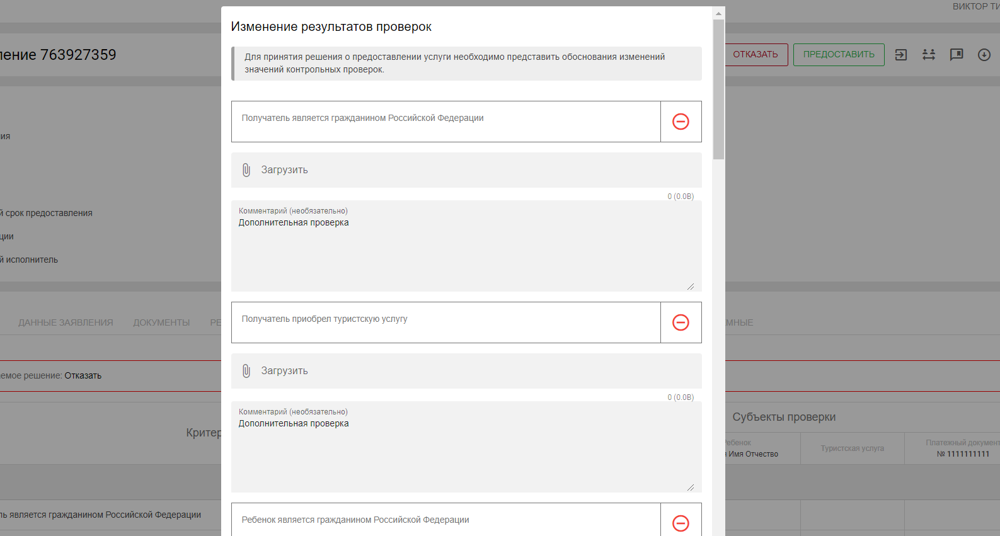 ВИКТОР ТИ
ление 763927359
ОТКАЗАТЬ
ПРЕДОСТАВИТЬ
Изменение результатов проверок
Для принятия решения о предоставлении услуги необходимо представить обоснования изменений
значений контрольных проверок.
Получатель является гражданином Российской Федерации
ия
Загрузить
0 (0.0B)
Комментарий (необязательно)
Дополнительная проверка
й срок предоставления
ции
й исполнитель
Получатель приобрел туристскую услугу
ДАННЫЕ ЗАЯВЛЕНИЯ
ДОКУМЕНТЫ
РЕ
МНЫЕ
Загрузить
емое решение: Отказать
0 (0.0B)
Комментарий (необязательно)
Дополнительная проверка
Критер
Субъекты проверки
Ребенок
я Имя Отчество
Туристская услуга
Платежный документ
№ 1111111111
ль является гражданином Российской Федерации
Ребенок является гражданином Российской Федерации